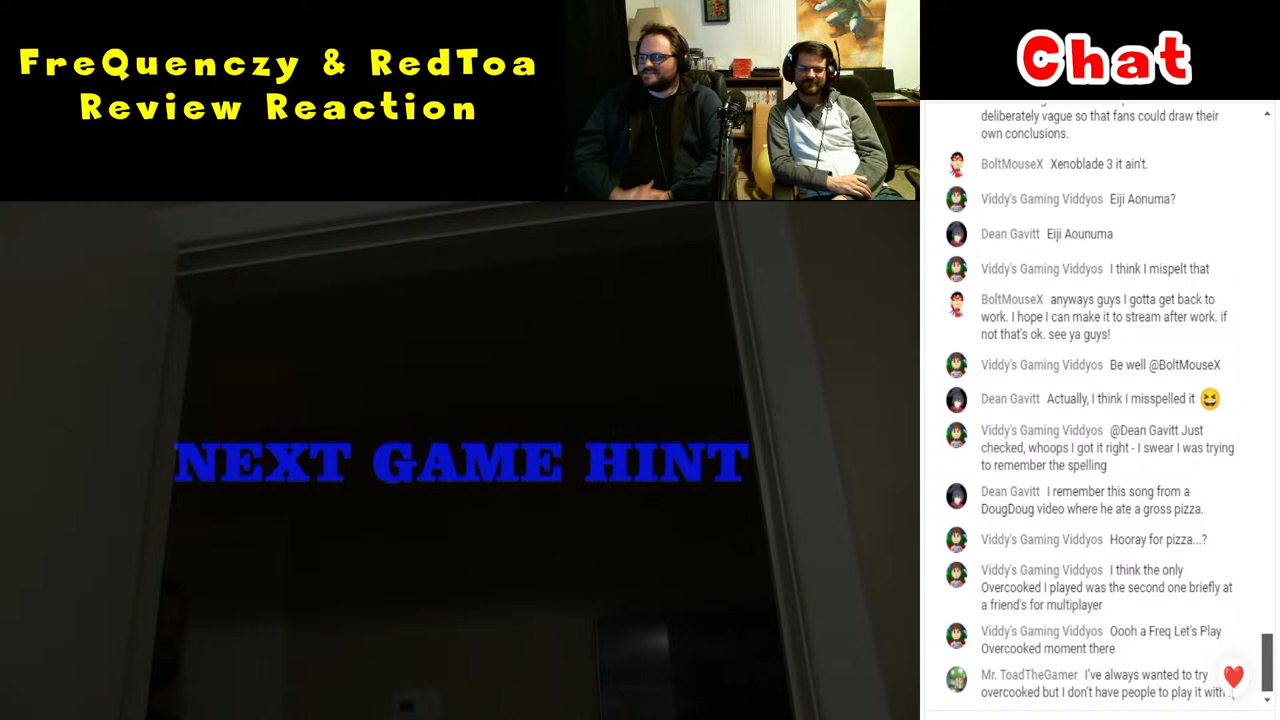 FreQuenczy & RedToa
Review Reaction
Chat
deliberately vague so that fans could draw their
own conclusions.
BoltMouseX Xenoblade 3 it ain't.
Viddy's Gaming Viddyos Eiji Aonuma?
Dean Gavitt Eiji Aounuma
Viddy's Gaming Viddyos I think I mispelt that
BoltMouseX anyways guys I gotta get back to
work. I hope I can make it to stream after work. if
not that's ok. see ya guys!
Viddy's Gaming Viddyos Be well @BoltMouseX
Dean Gavitt Actually, I think I misspelled it 😆
Viddy's Gaming Viddyos @Dean Gavitt Just
checked, whoops I got it right - I swear I was trying
to remember the spelling
Dean Gavitt I remember this song from a
DougDoug video where he ate a gross pizza.
Viddy's Gaming Viddyos Hooray for pizza...?
Viddy's Gaming Viddyos I think the only
Overcooked I played was the second one briefly at
a friend's for multiplayer
Viddy's Gaming Viddyos Oooh a Freq Let's Play
Overcooked moment there
Mr. ToadTheGamer I've always wanted to try
overcooked but I don't have people to play it with
NEXT GAME HINT